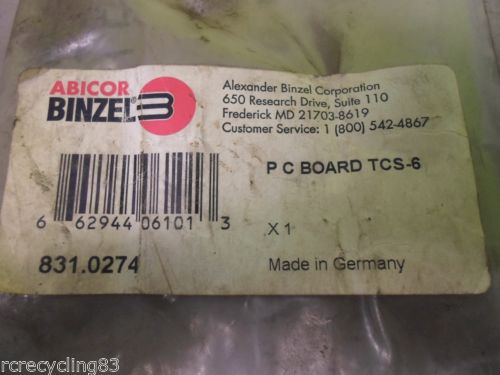 ABICOR
BINZEL®
Alexander Binzel Corporation
650 Research Drive, Suite 110
Frederick MD 21703-8619
Customer Service: 1 (800) 542-4867
P C BOARD TCS-6
6 62944 06101 3
X 1
831.0274
Made in Germany
rcrecycling83